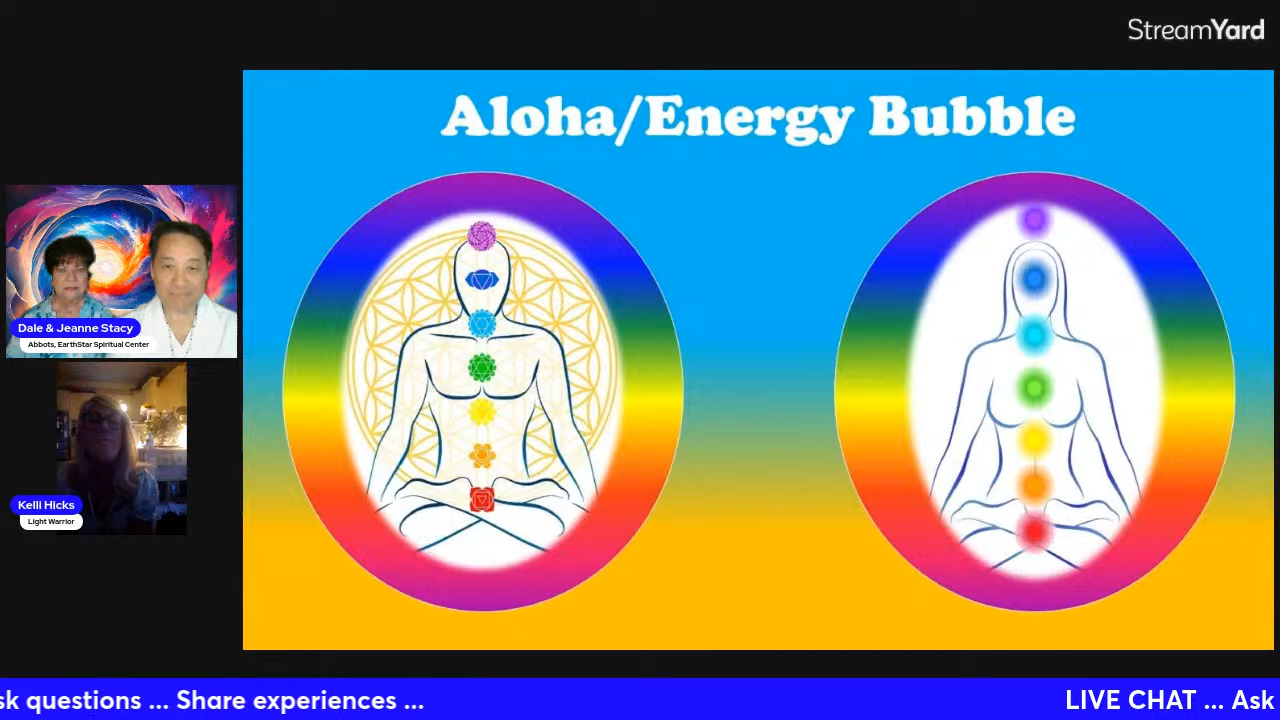 StreamYard
Aloha/Energy Bubble
Dale & Jeanne Stacy
Abbots, EarthStar Spiritual Center
Kelli Hicks
Light Warrior
sk questions ... Share experiences ...
LIVE CHAT ... Ask